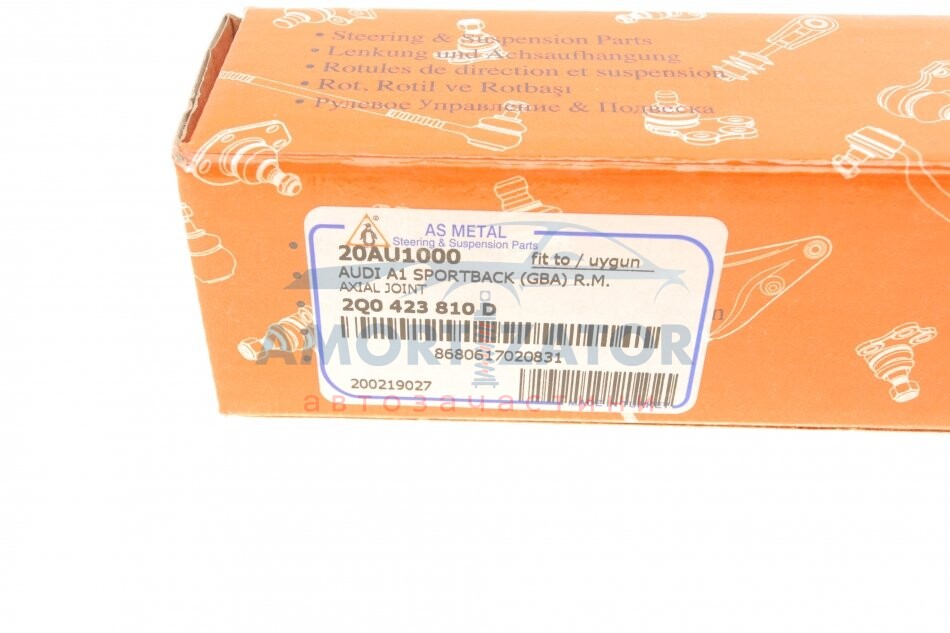 • Steering & Suspension Parts
• Lenkung und Achsaufhangung
• Rotules de direction et suspension
• Rot, Rotil ve Rotbaşı
• Рулевое Управление & Подвеска
AS METAL
Steering & Suspension Parts
20AU1000
fit to / uygun
AUDI A1 SPORTBACK (GBA) R.M.
AXIAL JOINT
2Q0 423 810 D
AMORTIZATOR
8680617020831
200219027
автозачастини